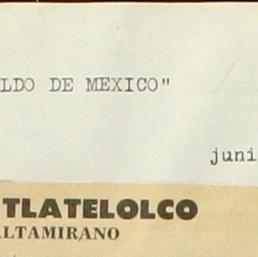 LDO DE MEXICO"
juni
TLATELOLCO
ALTAMIRANO